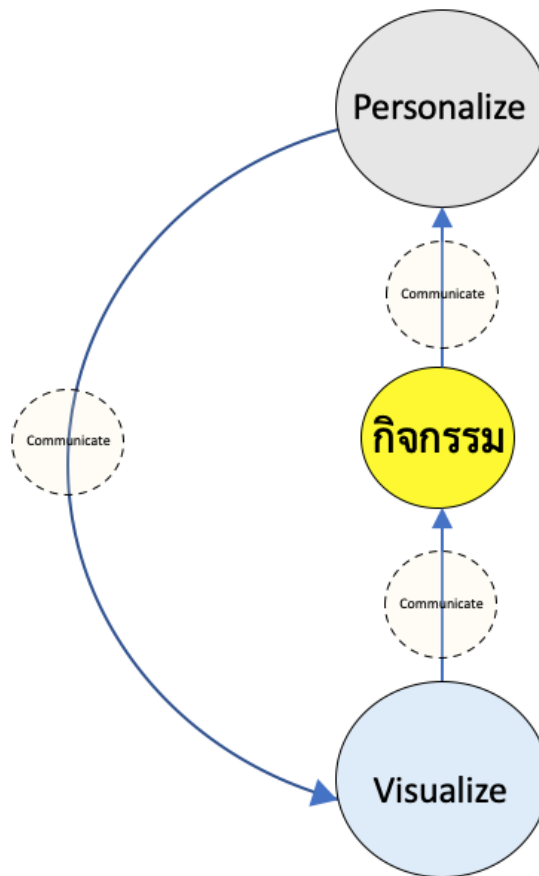 Personalize
Communicate
กิจกรรม
Communicate
Communicate
Visualize